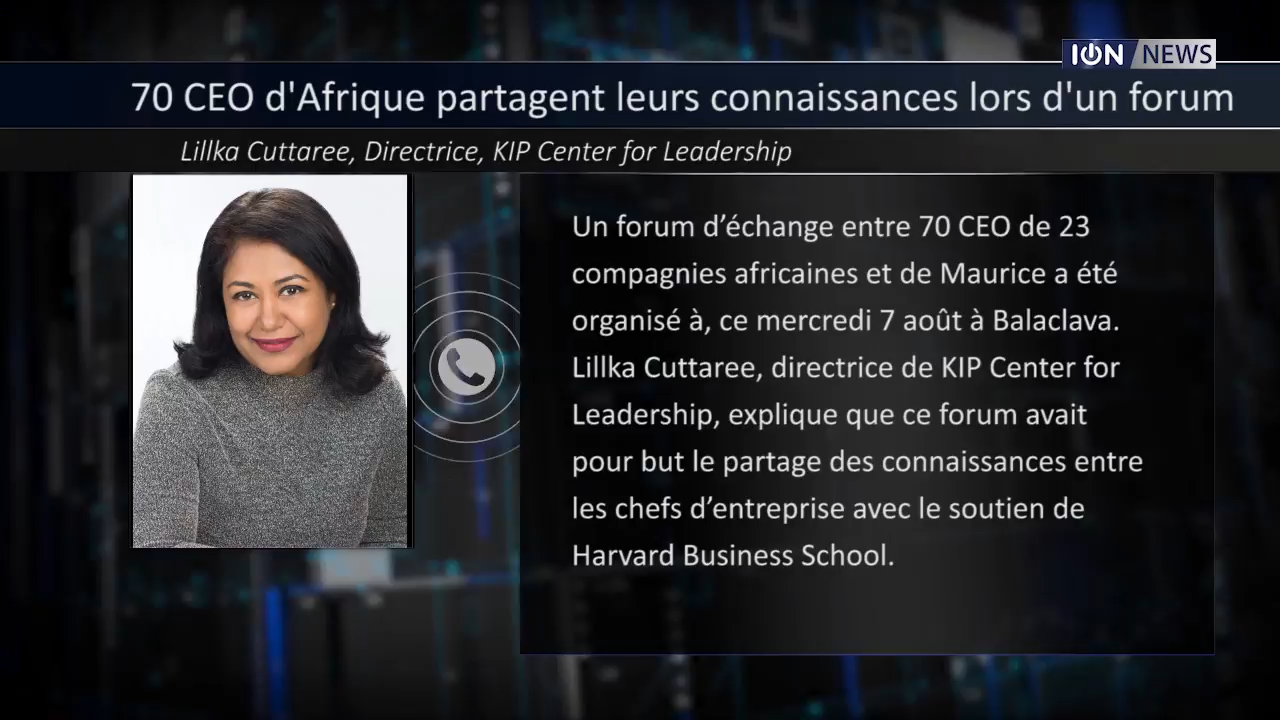 ION NEWS
70 CEO d'Afrique partagent leurs connaissances lors d'un forum
Lillka Cuttaree, Directrice, KIP Center for Leadership
Un forum d’échange entre 70 CEO de 23
compagnies africaines et de Maurice a été
organisé à, ce mercredi 7 août à Balaclava.
Lillka Cuttaree, directrice de KIP Center for
Leadership, explique que ce forum avait
pour but le partage des connaissances entre
les chefs d’entreprise avec le soutien de
Harvard Business School.